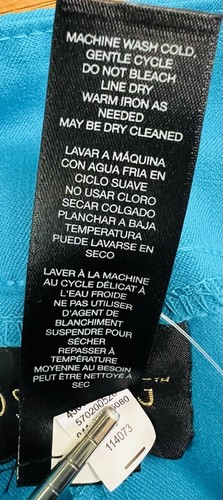 MACHINE WASH COLD
GENTLE CYCLE
DO NOT BLEACH
LINE DRY
WARM IRON AS
NEEDED
MAY BE DRY CLEANED
LAVAR A MÁQUINA
CON AGUA FRIA EN
CICLO SUAVE
NO USAR CLORO
SECAR COLGADO
PLANCHAR A BAJA
TEMPERATURA
PUEDE LAVARSE EN
SECO
LAVER À LA MACHINE
AU CYCLE DÉLICAT À
L'EAU FROIDE
NE PAS UTILISER
D'AGENT DE
BLANCHIMENT
SUSPENDRE POUR
SÉCHER
REPASSER À
TEMPÉRATURE
MOYENNE AU BESOIN
PEUT ÊTRE NETTOYÉ À
SEC
114073